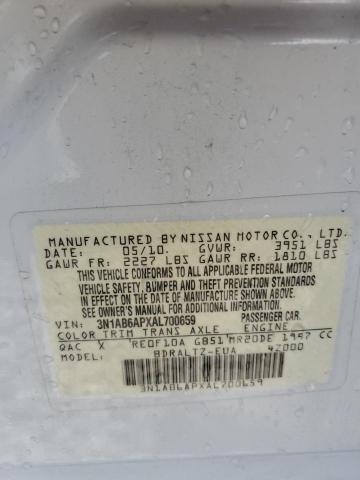 MANUFACTURED BY NISSAN MOTOR CO., LTD.
DATE: 05/10. GVWR: 3951 LBS
GAWR FR: 2227 LBS GAWR RR: 1810 LBS
THIS VEHICLE CONFORMS TO ALL APPLICABLE FEDERAL MOTOR
VEHICLE SAFETY, BUMPER AND THEFT PREVENTION STANDARDS
IN EFFECT ON THE DATE OF MANUFACTURE SHOWN ABOVE.
SEE OWNER'S MANUAL FOR ADDITIONAL INFORMATION
VIN: 3N1AB6APXAL700659 PASSENGER CAR.
COLOR TRIM TRANS AXLE ENGINE
QAC X RE0F10A GB51 MR20DE 1997 CC
BDRALTZ-EUA 4Z000
3N1AB6APXAL700659